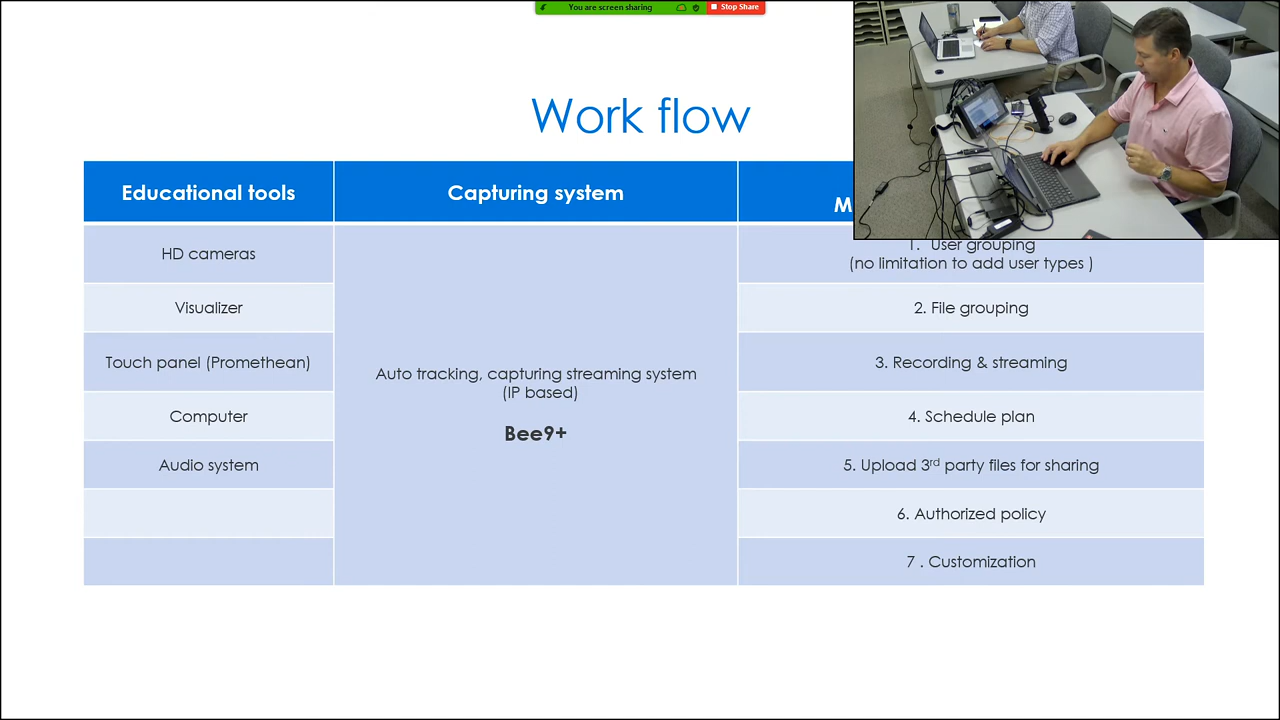 You are screen sharing
Stop Share
Work flow
Educational tools
Capturing system
HD cameras
Visualizer
Touch panel (Promethean)
Computer
Audio system
Auto tracking, capturing streaming system
(IP based)
Bee9+
1. User grouping
(no limitation to add user types )
2. File grouping
3. Recording & streaming
4. Schedule plan
5. Upload 3rd party files for sharing
6. Authorized policy
7 . Customization